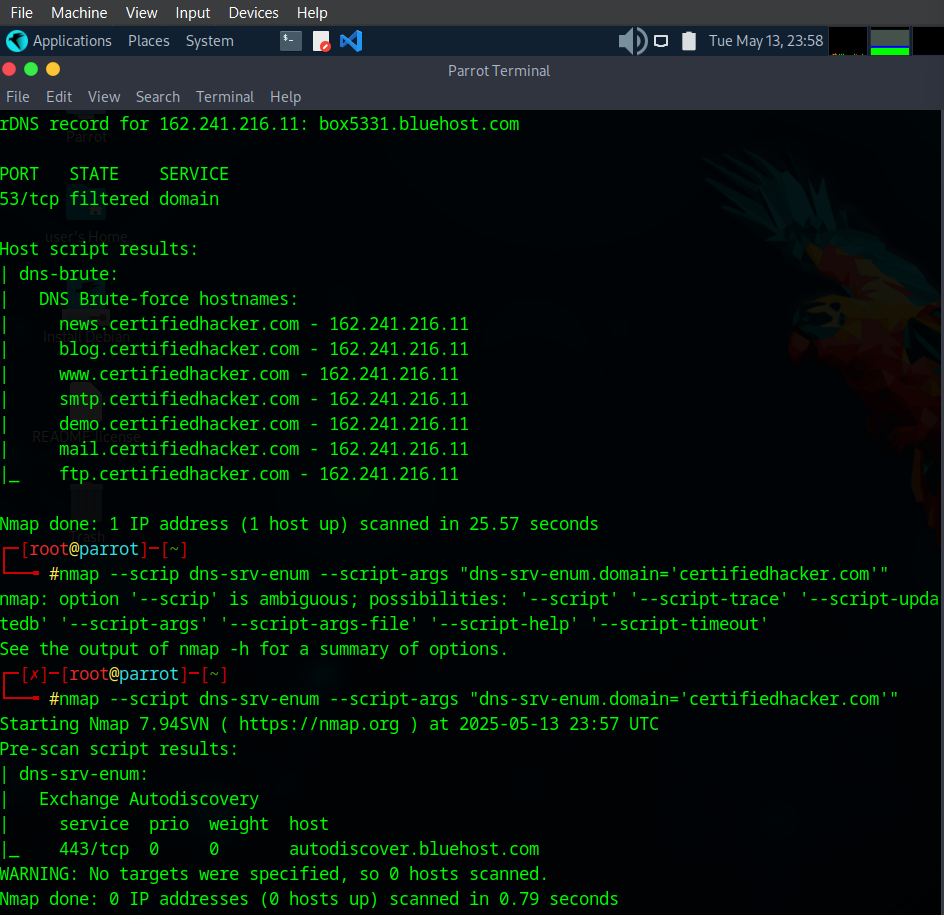 File Machine View Input Devices Help
Applications Places System Tue May 13, 23:58
Parrot Terminal
File Edit View Search Terminal Help
rDNS record for 162.241.216.11: box5331.bluehost.com
Parrot
PORT   STATE    SERVICE
53/tcp filtered domain
user's Home
Host script results:
| dns-brute:
|   DNS Brute-force hostnames:
|     news.certifiedhacker.com - 162.241.216.11
Install Debian
|     blog.certifiedhacker.com - 162.241.216.11
|     www.certifiedhacker.com - 162.241.216.11
|     smtp.certifiedhacker.com - 162.241.216.11
|     demo.certifiedhacker.com - 162.241.216.11
README.license
|     mail.certifiedhacker.com - 162.241.216.11
|_    ftp.certifiedhacker.com - 162.241.216.11
Nmap done: 1 IP address (1 host up) scanned in 25.57 seconds
Trash
┌─[root@parrot]─[~]
└──╼ #nmap --scrip dns-srv-enum --script-args "dns-srv-enum.domain='certifiedhacker.com'"
nmap: option '--scrip' is ambiguous; possibilities: '--script' '--script-trace' '--script-upda
tedb' '--script-args' '--script-args-file' '--script-help' '--script-timeout'
See the output of nmap -h for a summary of options.
┌─[✗]─[root@parrot]─[~]
└──╼ #nmap --script dns-srv-enum --script-args "dns-srv-enum.domain='certifiedhacker.com'"
Starting Nmap 7.94SVN ( https://nmap.org ) at 2025-05-13 23:57 UTC
Pre-scan script results:
| dns-srv-enum:
|   Exchange Autodiscovery
|     service  prio  weight  host
|_    443/tcp  0     0       autodiscover.bluehost.com
WARNING: No targets were specified, so 0 hosts scanned.
Nmap done: 0 IP addresses (0 hosts up) scanned in 0.79 seconds